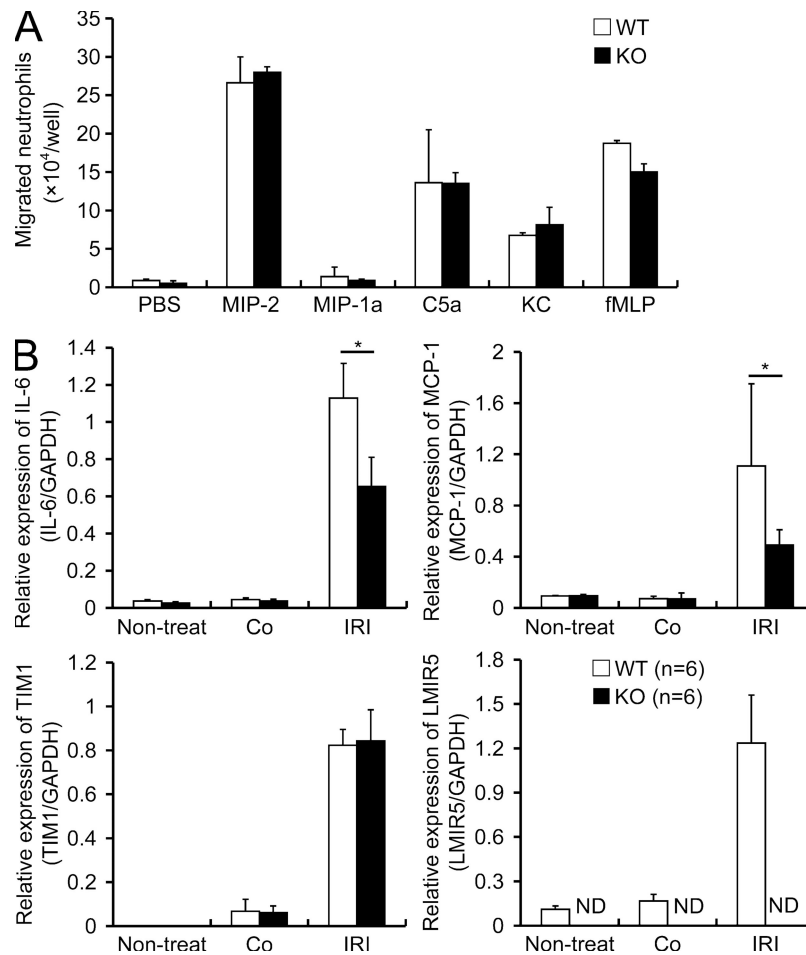 A
Migrated neutrophils
(×10⁴/well)
35
30
25
20
15
10
5
0
WT
KO
PBS MIP-2 MIP-1a C5a KC fMLP
B
Relative expression of IL-6
(IL-6/GAPDH)
1.4
1.2
1
0.8
0.6
0.4
0.2
0
*
Non-treat Co IRI
Relative expression of MCP-1
(MCP-1/GAPDH)
2
1.6
1.2
0.8
0.4
0
*
Non-treat Co IRI
Relative expression of TIM1
(TIM1/GAPDH)
1.2
1
0.8
0.6
0.4
0.2
0
Non-treat Co IRI
Relative expression of LMIR5
(LMIR5/GAPDH)
1.8
1.5
1.2
0.9
0.6
0.3
0
WT (n=6)
KO (n=6)
ND ND ND
Non-treat Co IRI